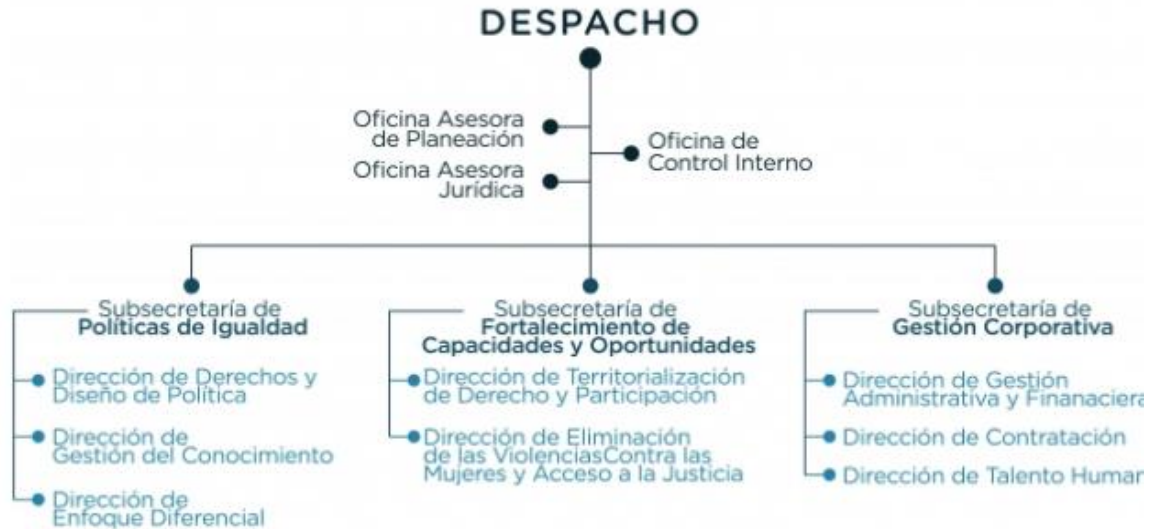 DESPACHO
Oficina Asesora
de Planeación
Oficina de
Control Interno
Oficina Asesora
Jurídica
Subsecretaría de
Políticas de Igualdad
Dirección de Derechos y
Diseño de Política
Dirección de
Gestión del Conocimiento
Dirección de
Enfoque Diferencial
Subsecretaría de
Fortalecimiento de
Capacidades y Oportunidades
Dirección de Territorialización
de Derecho y Participación
Dirección de Eliminación
de las ViolenciasContra las
Mujeres y Acceso a la Justicia
Subsecretaría de
Gestión Corporativa
Dirección de Gestión
Administrativa y Finanaciera
Dirección de Contratación
Dirección de Talento Human